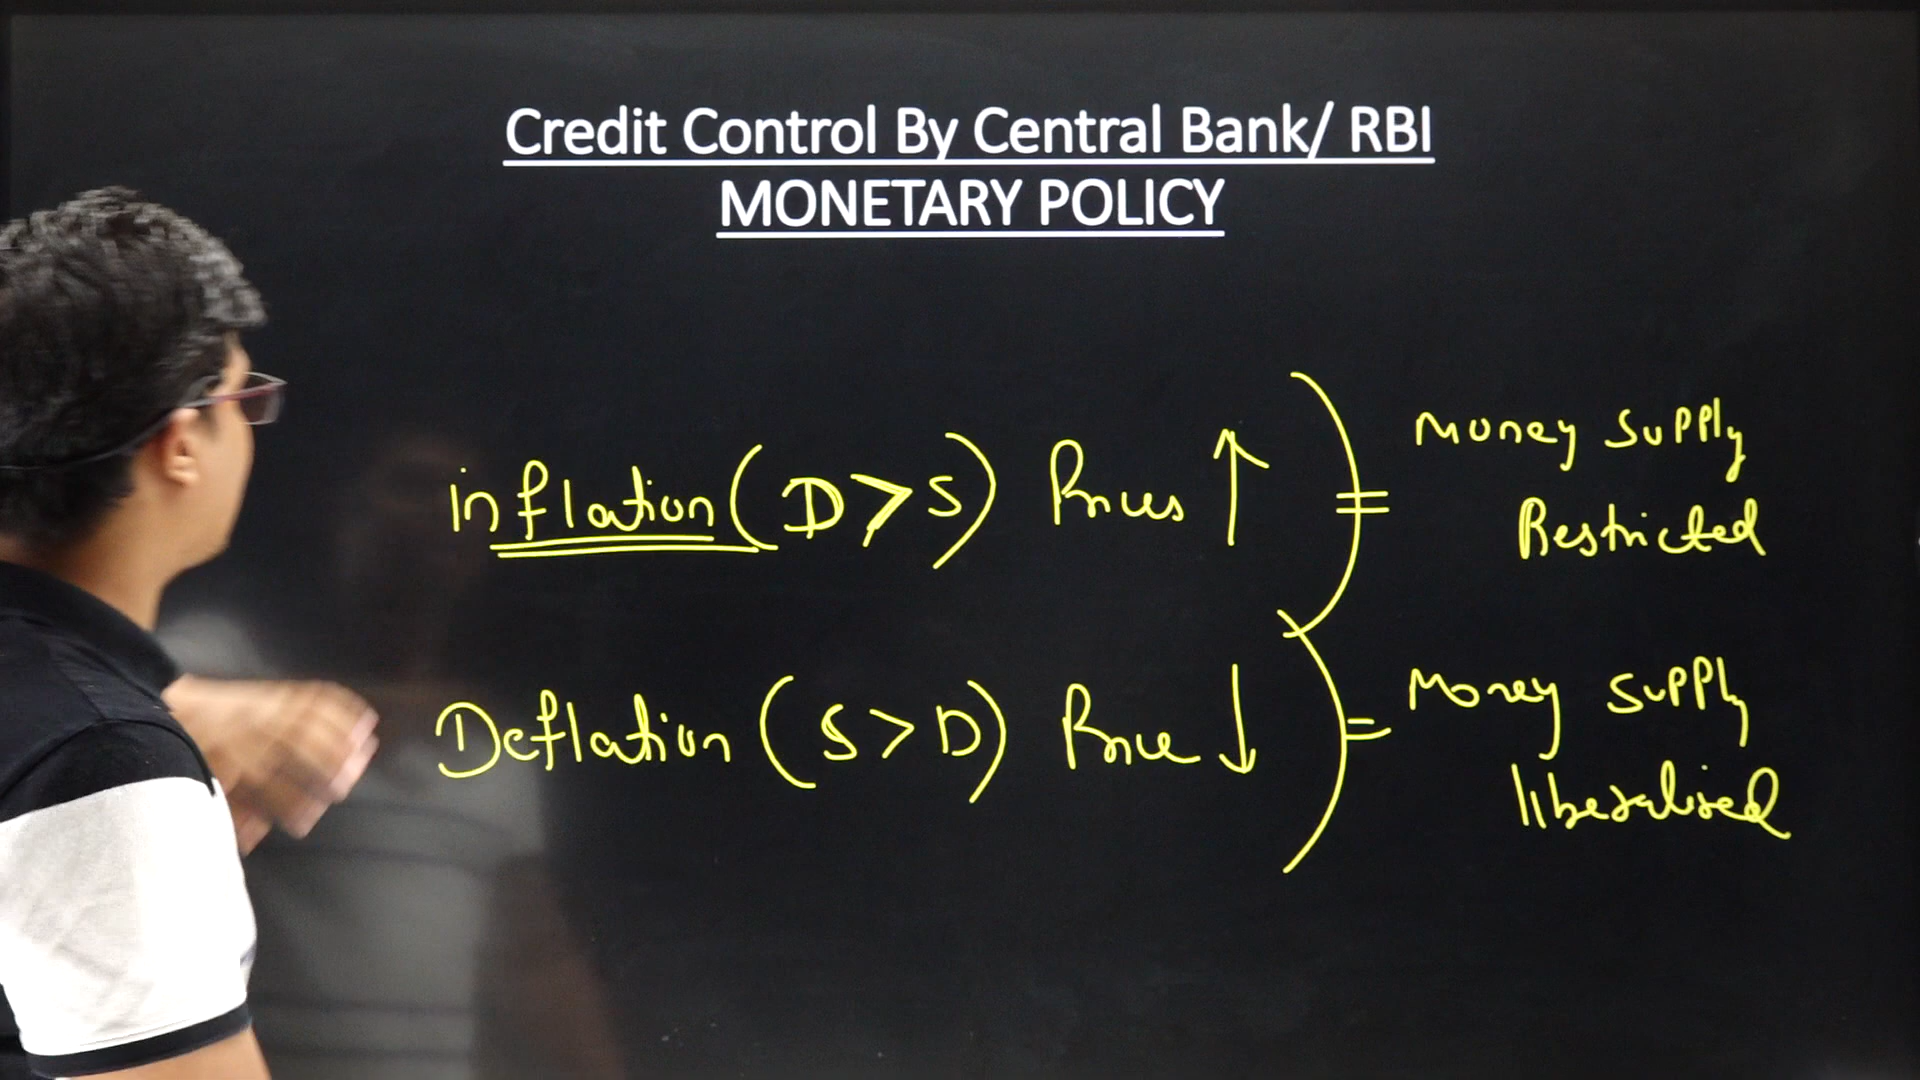 Credit Control By Central Bank/ RBI
MONETARY POLICY
inflation (D > S) Prices ↑ = Money supply
Restricted
Deflation (S > D) Price ↓ = Money supply
liberalised